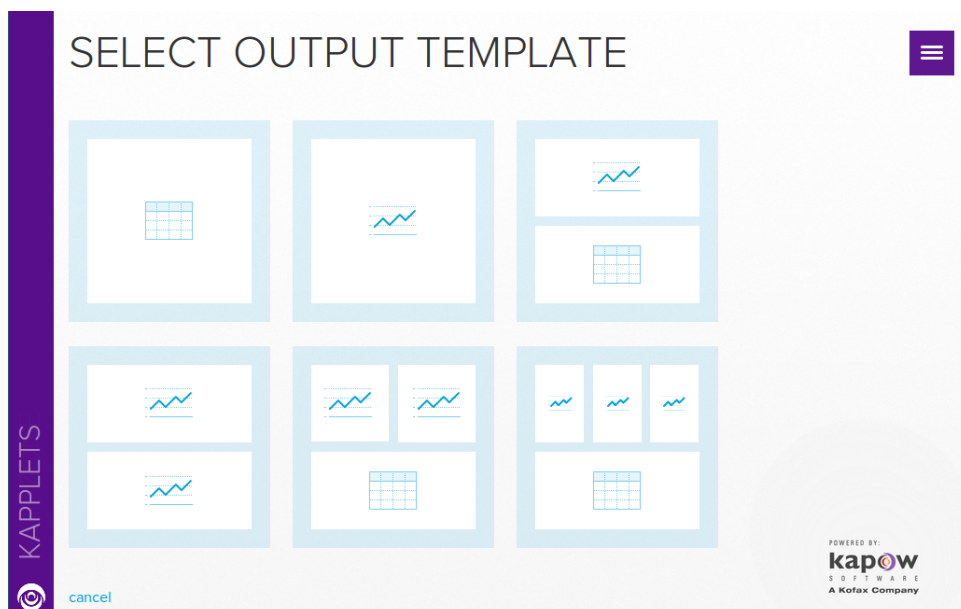 SELECT OUTPUT TEMPLATE
KAPPLETS
cancel
POWERED BY:
kapow
SOFTWARE
A Kofax Company